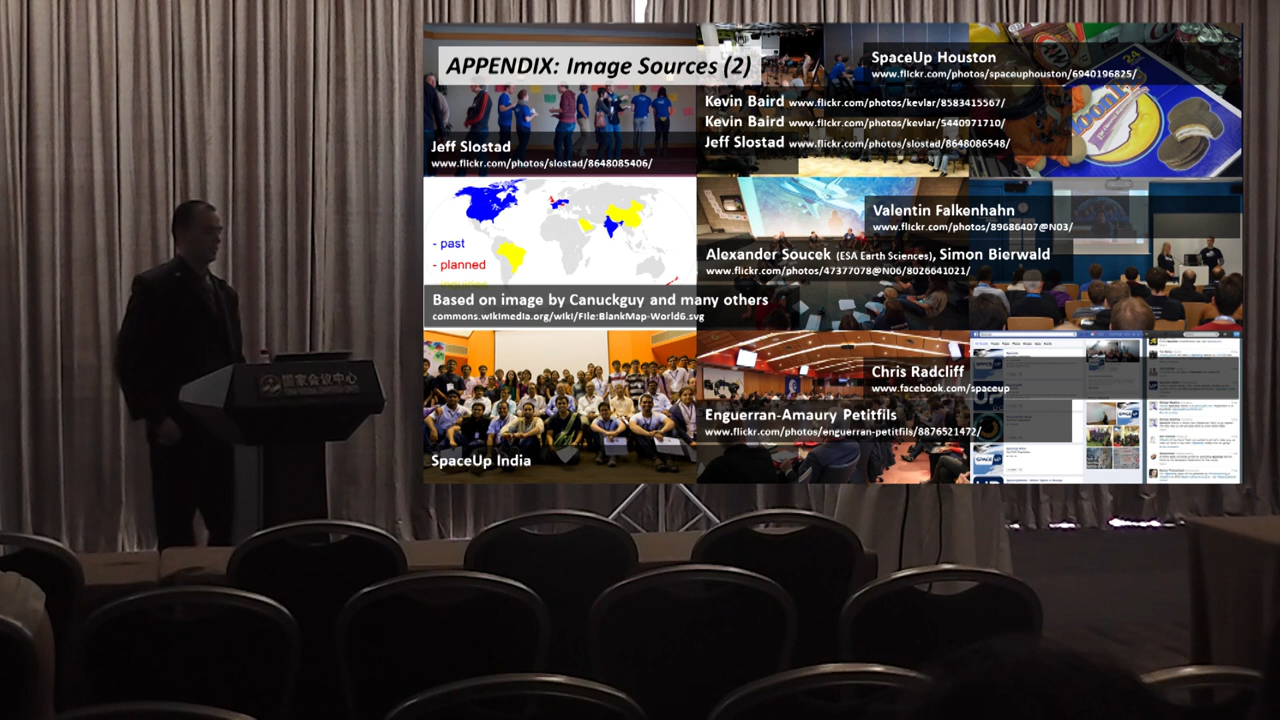 APPENDIX: Image Sources (2)
SpaceUp Houston
www.flickr.com/photos/spaceuphouston/6940196825/
Kevin Baird www.flickr.com/photos/kevlar/8583415567/
Kevin Baird www.flickr.com/photos/kevlar/5440971710/
Jeff Slostad www.flickr.com/photos/slostad/8648086548/
Jeff Slostad
www.flickr.com/photos/slostad/8648085406/
- past
- planned
Based on image by Canuckguy and many others
commons.wikimedia.org/wiki/File:BlankMap-World6.svg
Valentin Falkenhahn
www.flickr.com/photos/89686407@N03/
Alexander Soucek (ESA Earth Sciences), Simon Bierwald
www.flickr.com/photos/47377078@N06/8026641021/
SpaceUp India
Chris Radcliff
www.facebook.com/spaceup
Enguerran-Amaury Petitfils
www.flickr.com/photos/enguerran-petitfils/8876521472/
国家会议中心